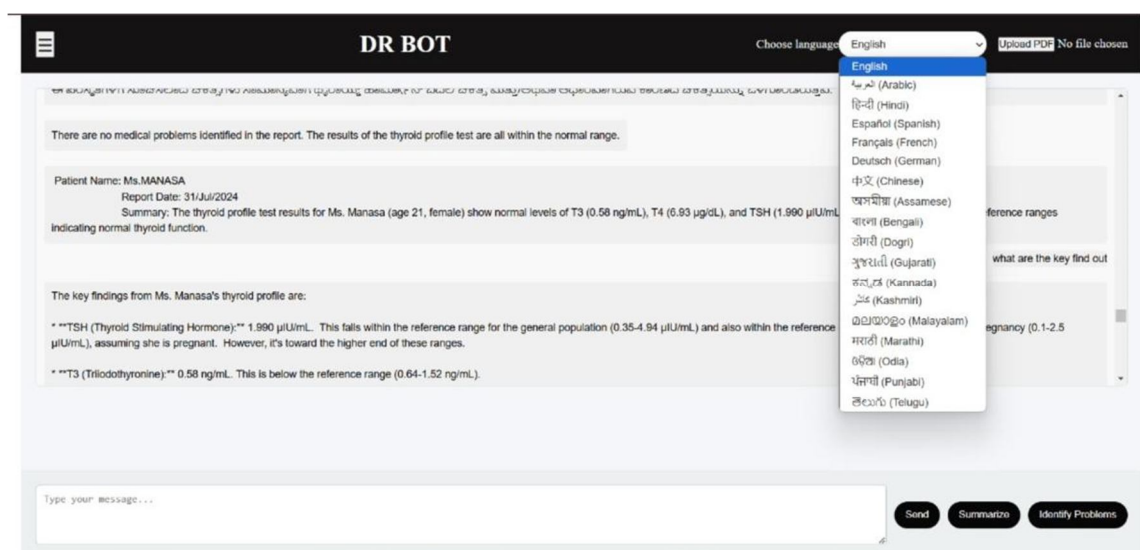 DR BOT
Choose language
English
Upload PDF No file chosen
English
العربية (Arabic)
हिन्दी (Hindi)
Español (Spanish)
Français (French)
Deutsch (German)
中文 (Chinese)
অসমীয়া (Assamese)
বাংলা (Bengali)
डोगरी (Dogri)
ગુજરાતી (Gujarati)
ಕನ್ನಡ (Kannada)
(Kashmiri)
മലയാളം (Malayalam)
मराठी (Marathi)
ଓଡ଼ିଆ (Odia)
ਪੰਜਾਬੀ (Punjabi)
తెలుగు (Telugu)
There are no medical problems identified in the report. The results of the thyroid profile test are all within the normal range.
Patient Name: Ms.MANASA
Report Date: 31/Jul/2024
Summary: The thyroid profile test results for Ms. Manasa (age 21, female) show normal levels of T3 (0.58 ng/mL), T4 (6.93 µg/dL), and TSH (1.990 µIU/mL ference ranges
indicating normal thyroid function.
what are the key find out
The key findings from Ms. Manasa's thyroid profile are:
* **TSH (Thyroid Stimulating Hormone):** 1.990 µIU/mL. This falls within the reference range for the general population (0.35-4.94 µIU/mL) and also within the reference egnancy (0.1-2.5
µIU/mL), assuming she is pregnant. However, it's toward the higher end of these ranges.
* **T3 (Triiodothyronine):** 0.58 ng/mL. This is below the reference range (0.64-1.52 ng/mL).
Type your message...
Send
Summarize
Identify Problems